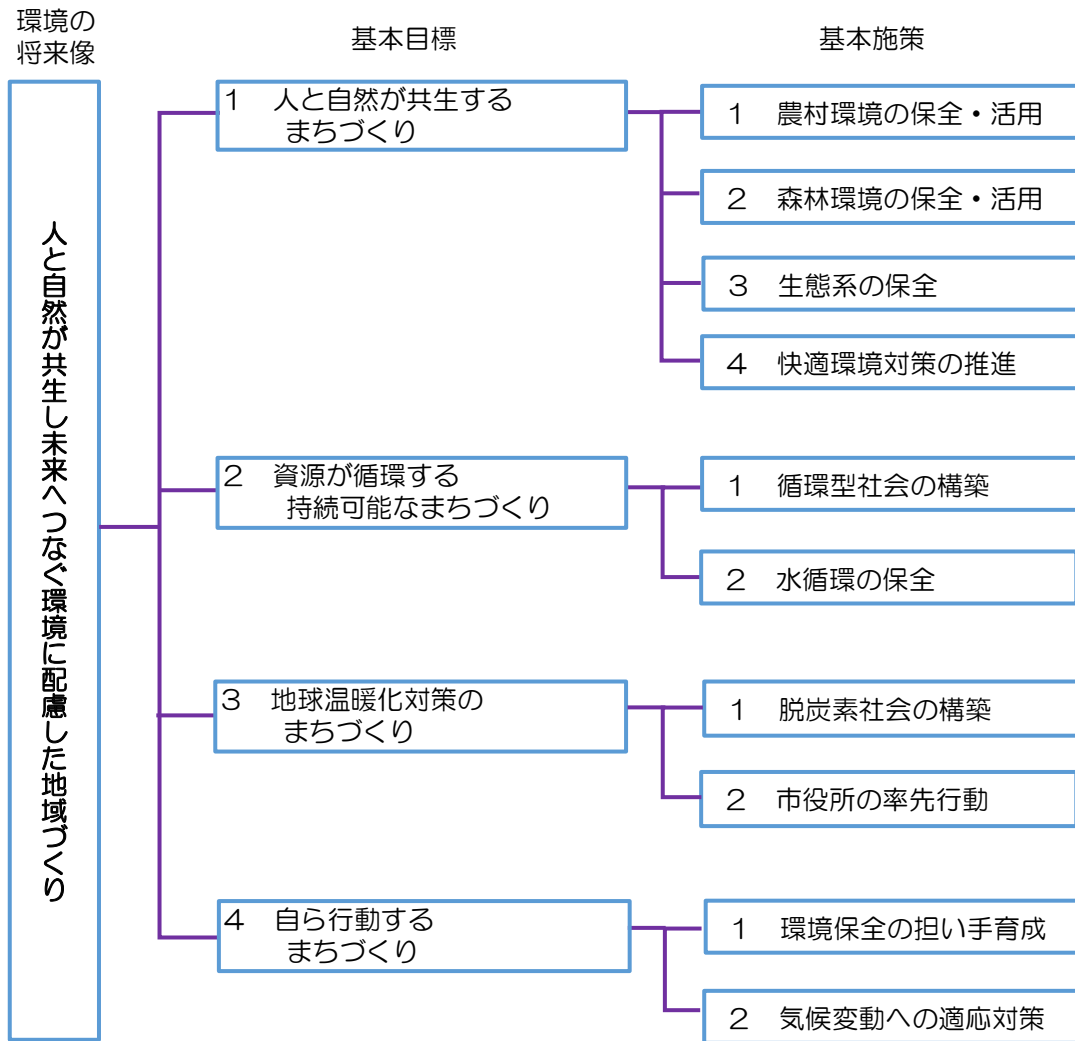 環境の
将来像
基本目標
基本施策
人と自然が共生し未来へつなぐ環境に配慮した地域づくり
１　人と自然が共生する
まちづくり
１　農村環境の保全・活用
２　森林環境の保全・活用
３　生態系の保全
４　快適環境対策の推進
２　資源が循環する
持続可能なまちづくり
１　循環型社会の構築
２　水循環の保全
３　地球温暖化対策の
まちづくり
１　脱炭素社会の構築
２　市役所の率先行動
４　自ら行動する
まちづくり
１　環境保全の担い手育成
２　気候変動への適応対策